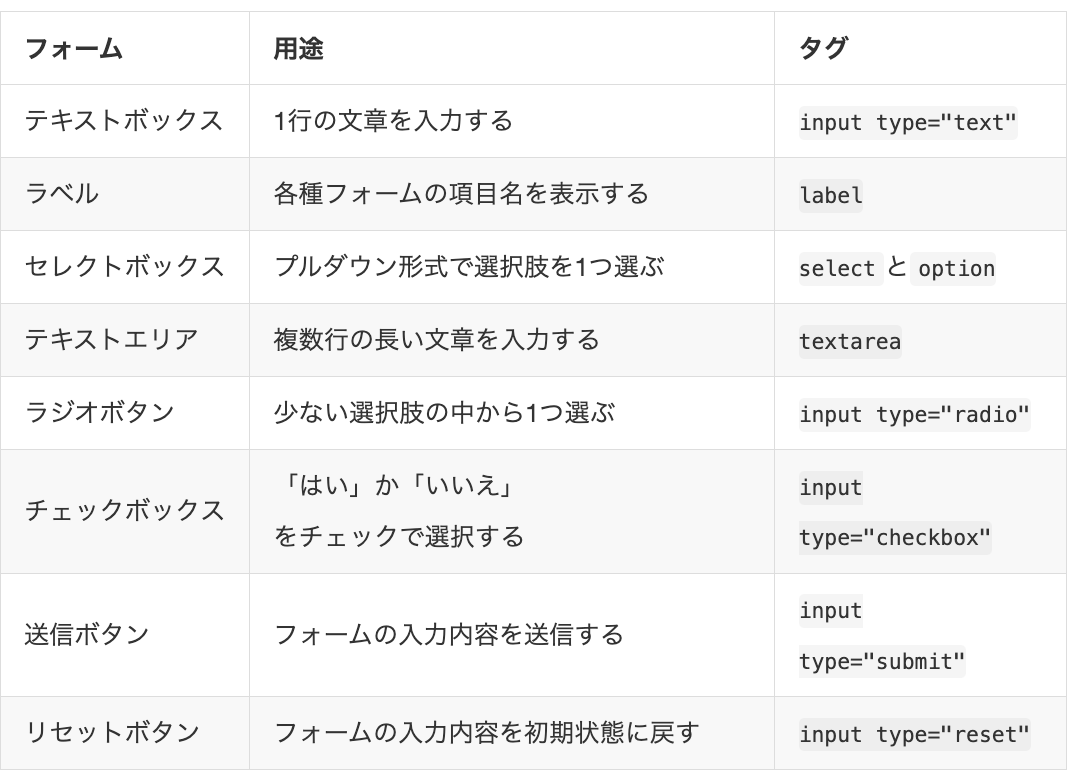 フォーム 用途 タグ
テキストボックス 1行の文章を入力する input type="text"
ラベル 各種フォームの項目名を表示する label
セレクトボックス プルダウン形式で選択肢を1つ選ぶ select と option
テキストエリア 複数行の長い文章を入力する textarea
ラジオボタン 少ない選択肢の中から1つ選ぶ input type="radio"
チェックボックス
「はい」か「いいえ」
をチェックで選択する
input
type="checkbox"
送信ボタン フォームの入力内容を送信する
input
type="submit"
リセットボタン フォームの入力内容を初期状態に戻す input type="reset"